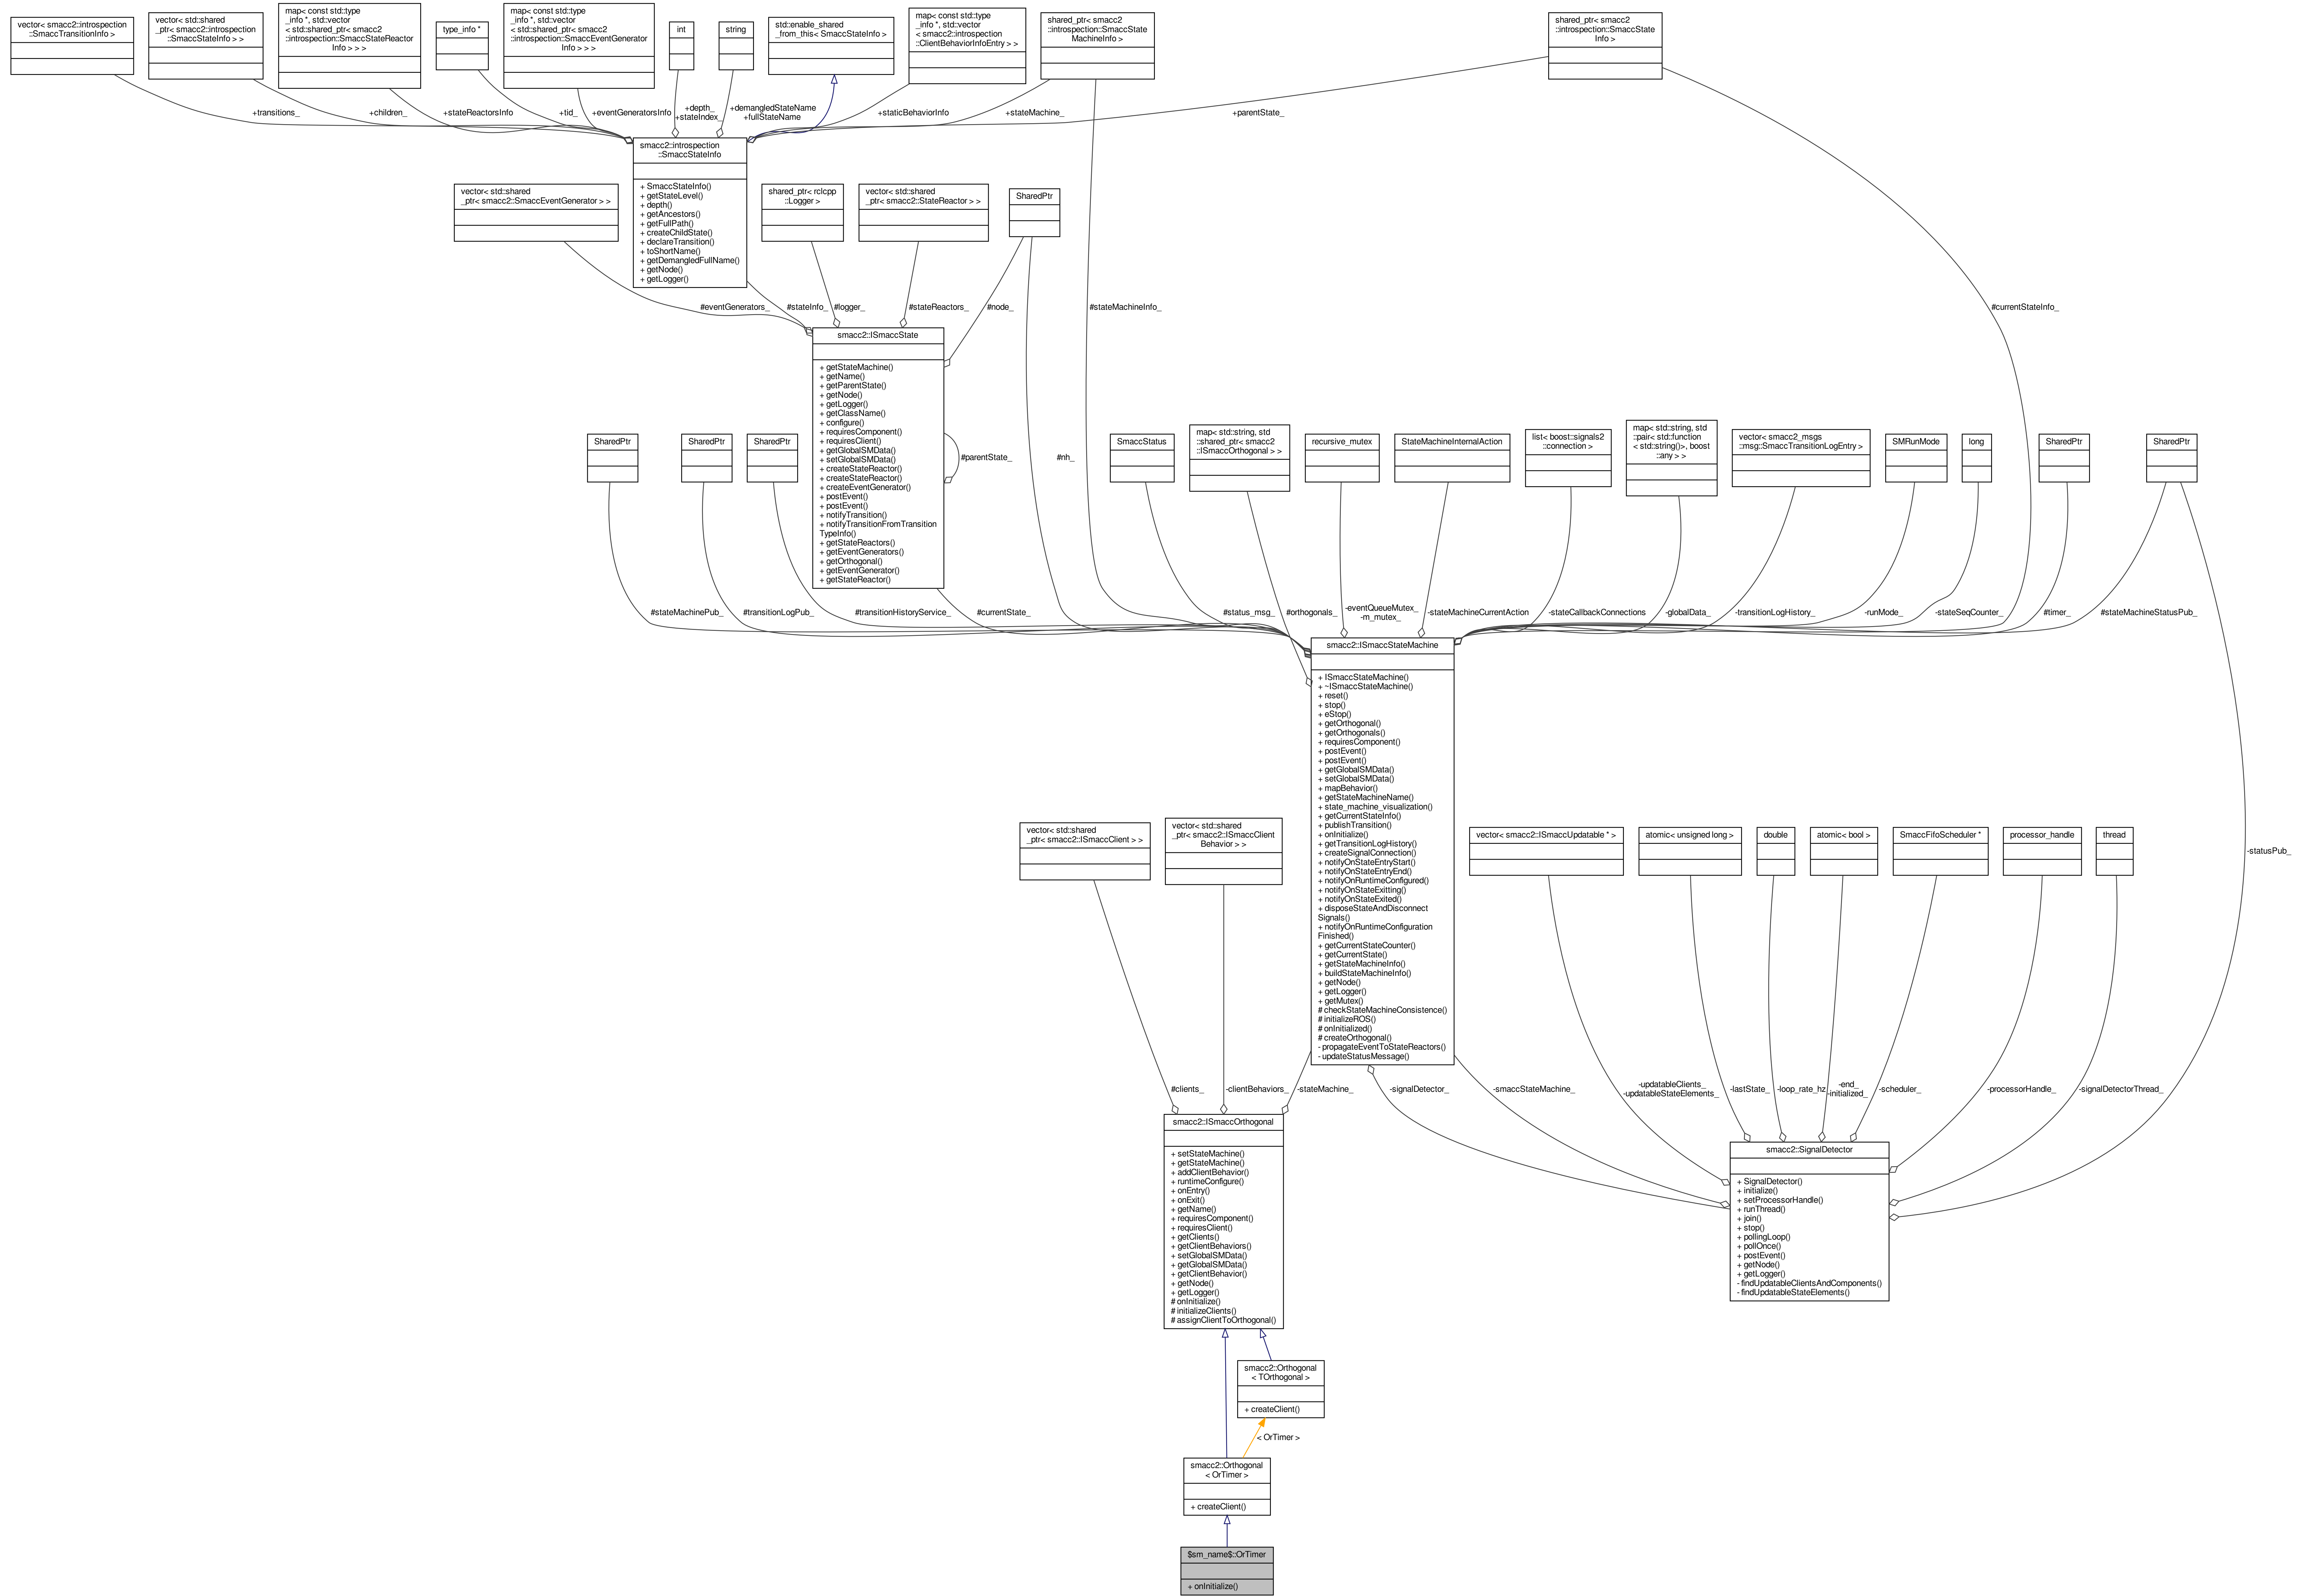 vector< smacc2::introspection
::SmaccTransitionInfo >
vector< std::shared
_ptr< smacc2::introspection
::SmaccStateInfo > >
map< const std::type
_info *, std::vector
< std::shared_ptr< smacc2
::introspection::SmaccStateReactor
Info > > >
type_info *
map< const std::type
_info *, std::vector
< std::shared_ptr< smacc2
::introspection::SmaccEventGenerator
Info > > >
int
string
std::enable_shared
_from_this< SmaccStateInfo >
map< const std::type
_info *, std::vector
< smacc2::introspection
::ClientBehaviorInfoEntry > >
shared_ptr< smacc2
::introspection::SmaccState
MachineInfo >
shared_ptr< smacc2
::introspection::SmaccState
Info >
+transitions_
+children_
+stateReactorsInfo
+tid_
+eventGeneratorsInfo
+depth_
+stateIndex_
+demangledStateName
+fullStateName
+staticBehaviorInfo
+stateMachine_
+parentState_
smacc2::introspection
::SmaccStateInfo
+ SmaccStateInfo()
+ getStateLevel()
+ depth()
+ getAncestors()
+ getFullPath()
+ createChildState()
+ declareTransition()
+ toShortName()
+ getDemangledFullName()
+ getNode()
+ getLogger()
vector< std::shared
_ptr< smacc2::SmaccEventGenerator > >
shared_ptr< rclcpp
::Logger >
vector< std::shared
_ptr< smacc2::StateReactor > >
SharedPtr
#eventGenerators_
#stateInfo_
#logger_
#stateReactors_
#node_
#stateMachineInfo_
#currentStateInfo_
smacc2::ISmaccState
+ getStateMachine()
+ getName()
+ getParentState()
+ getNode()
+ getLogger()
+ getClassName()
+ configure()
+ requiresComponent()
+ requiresClient()
+ getGlobalSMData()
+ setGlobalSMData()
+ createStateReactor()
+ createStateReactor()
+ createEventGenerator()
+ postEvent()
+ postEvent()
+ notifyTransition()
+ notifyTransitionFromTransition
TypeInfo()
+ getStateReactors()
+ getEventGenerators()
+ getOrthogonal()
+ getEventGenerator()
+ getStateReactor()
#parentState_
#nh_
SharedPtr
SharedPtr
SharedPtr
SmaccStatus
map< std::string, std
::shared_ptr< smacc2
::ISmaccOrthogonal > >
recursive_mutex
StateMachineInternalAction
list< boost::signals2
::connection >
map< std::string, std
::pair< std::function
< std::string()>, boost
::any > >
vector< smacc2_msgs
::msg::SmaccTransitionLogEntry >
SMRunMode
long
SharedPtr
SharedPtr
#stateMachinePub_
#transitionLogPub_
#transitionHistoryService_
#currentState_
#status_msg_
#orthogonals_
-eventQueueMutex_
-m_mutex_
-stateMachineCurrentAction
-stateCallbackConnections
-globalData_
-transitionLogHistory_
-runMode_
-stateSeqCounter_
#timer_
#stateMachineStatusPub_
smacc2::ISmaccStateMachine
+ ISmaccStateMachine()
+ ~ISmaccStateMachine()
+ reset()
+ stop()
+ eStop()
+ getOrthogonal()
+ getOrthogonals()
+ requiresComponent()
+ postEvent()
+ postEvent()
+ getGlobalSMData()
+ setGlobalSMData()
+ mapBehavior()
+ getStateMachineName()
+ state_machine_visualization()
+ getCurrentStateInfo()
+ publishTransition()
+ onInitialize()
+ getTransitionLogHistory()
+ createSignalConnection()
+ notifyOnStateEntryStart()
+ notifyOnStateEntryEnd()
+ notifyOnRuntimeConfigured()
+ notifyOnStateExitting()
+ notifyOnStateExited()
+ disposeStateAndDisconnect
Signals()
+ notifyOnRuntimeConfiguration
Finished()
+ getCurrentStateCounter()
+ getCurrentState()
+ getStateMachineInfo()
+ buildStateMachineInfo()
+ getNode()
+ getLogger()
+ getMutex()
# checkStateMachineConsistence()
# initializeROS()
# onInitialized()
# createOrthogonal()
- propagateEventToStateReactors()
- updateStatusMessage()
vector< std::shared
_ptr< smacc2::ISmaccClient > >
vector< std::shared
_ptr< smacc2::ISmaccClient
Behavior > >
vector< smacc2::ISmaccUpdatable * >
atomic< unsigned long >
double
atomic< bool >
SmaccFifoScheduler *
processor_handle
thread
-statusPub_
#clients_
-clientBehaviors_
-stateMachine_
-signalDetector_
-smaccStateMachine_
-updatableClients_
-updatableStateElements_
-lastState_
-loop_rate_hz
-end_
-initialized_
-scheduler_
-processorHandle_
-signalDetectorThread_
smacc2::ISmaccOrthogonal
+ setStateMachine()
+ getStateMachine()
+ addClientBehavior()
+ runtimeConfigure()
+ onEntry()
+ onExit()
+ getName()
+ requiresComponent()
+ requiresClient()
+ getClients()
+ getClientBehaviors()
+ setGlobalSMData()
+ getGlobalSMData()
+ getClientBehavior()
+ getNode()
+ getLogger()
# onInitialize()
# initializeClients()
# assignClientToOrthogonal()
smacc2::SignalDetector
+ SignalDetector()
+ initialize()
+ setProcessorHandle()
+ runThread()
+ join()
+ stop()
+ pollingLoop()
+ pollOnce()
+ postEvent()
+ getNode()
+ getLogger()
- findUpdatableClientsAndComponents()
- findUpdatableStateElements()
smacc2::Orthogonal
< TOrthogonal >
+ createClient()
< OrTimer >
smacc2::Orthogonal
< OrTimer >
+ createClient()
$sm_name$::OrTimer
+ onInitialize()